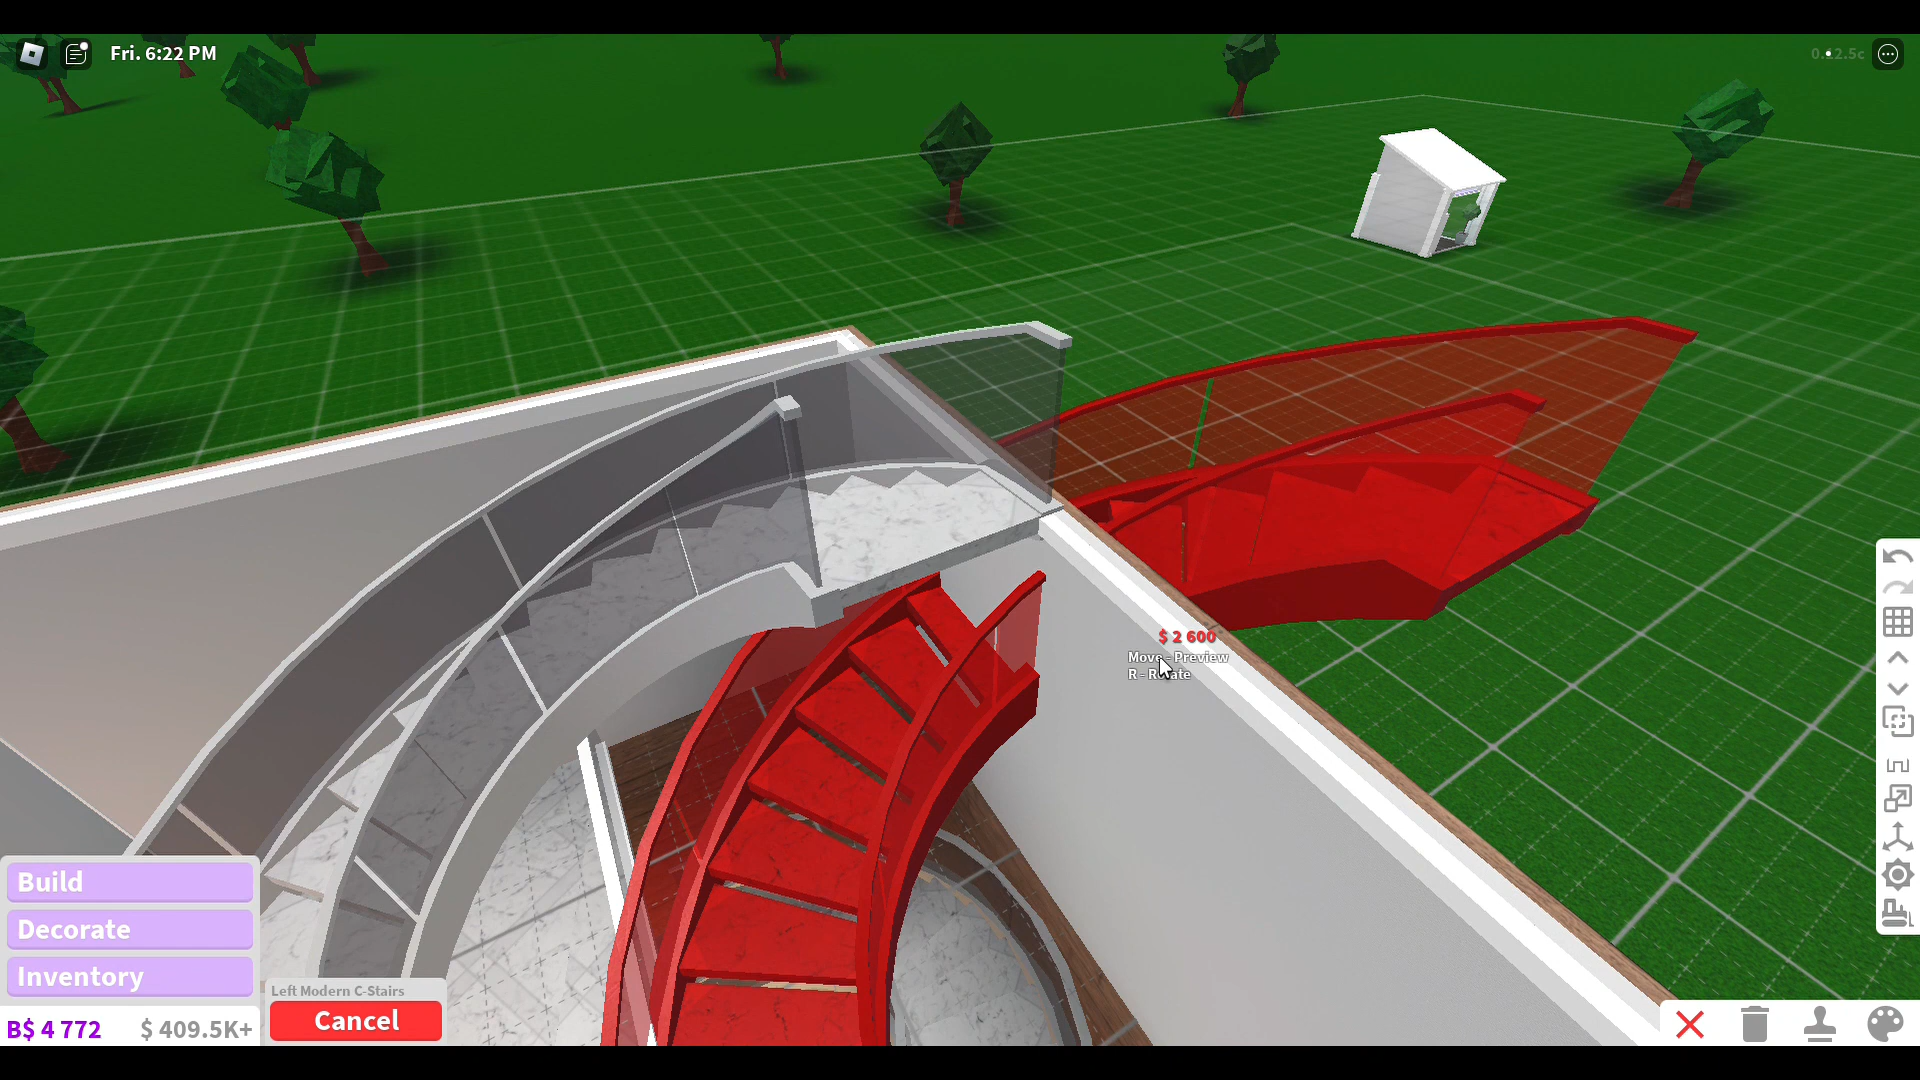 Fri. 6:22 PM
$ 2 600
Move - Preview
R - Rotate
Build
Decorate
Inventory
Left Modern C-Stairs
Cancel
B$ 4 772
$ 409.5K+